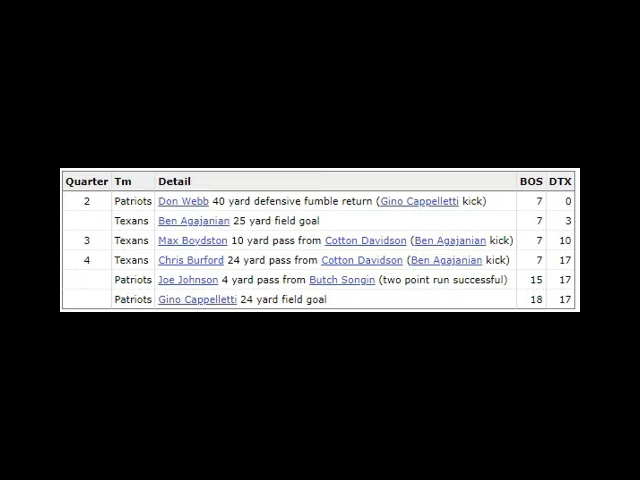 Quarter Tm Detail BOS DTX
2 Patriots Don Webb 40 yard defensive fumble return (Gino Cappelletti kick) 7 0
Texans Ben Agajanian 25 yard field goal 7 3
3 Texans Max Boydston 10 yard pass from Cotton Davidson (Ben Agajanian kick) 7 10
4 Texans Chris Burford 24 yard pass from Cotton Davidson (Ben Agajanian kick) 7 17
Patriots Joe Johnson 4 yard pass from Butch Songin (two point run successful) 15 17
Patriots Gino Cappelletti 24 yard field goal 18 17